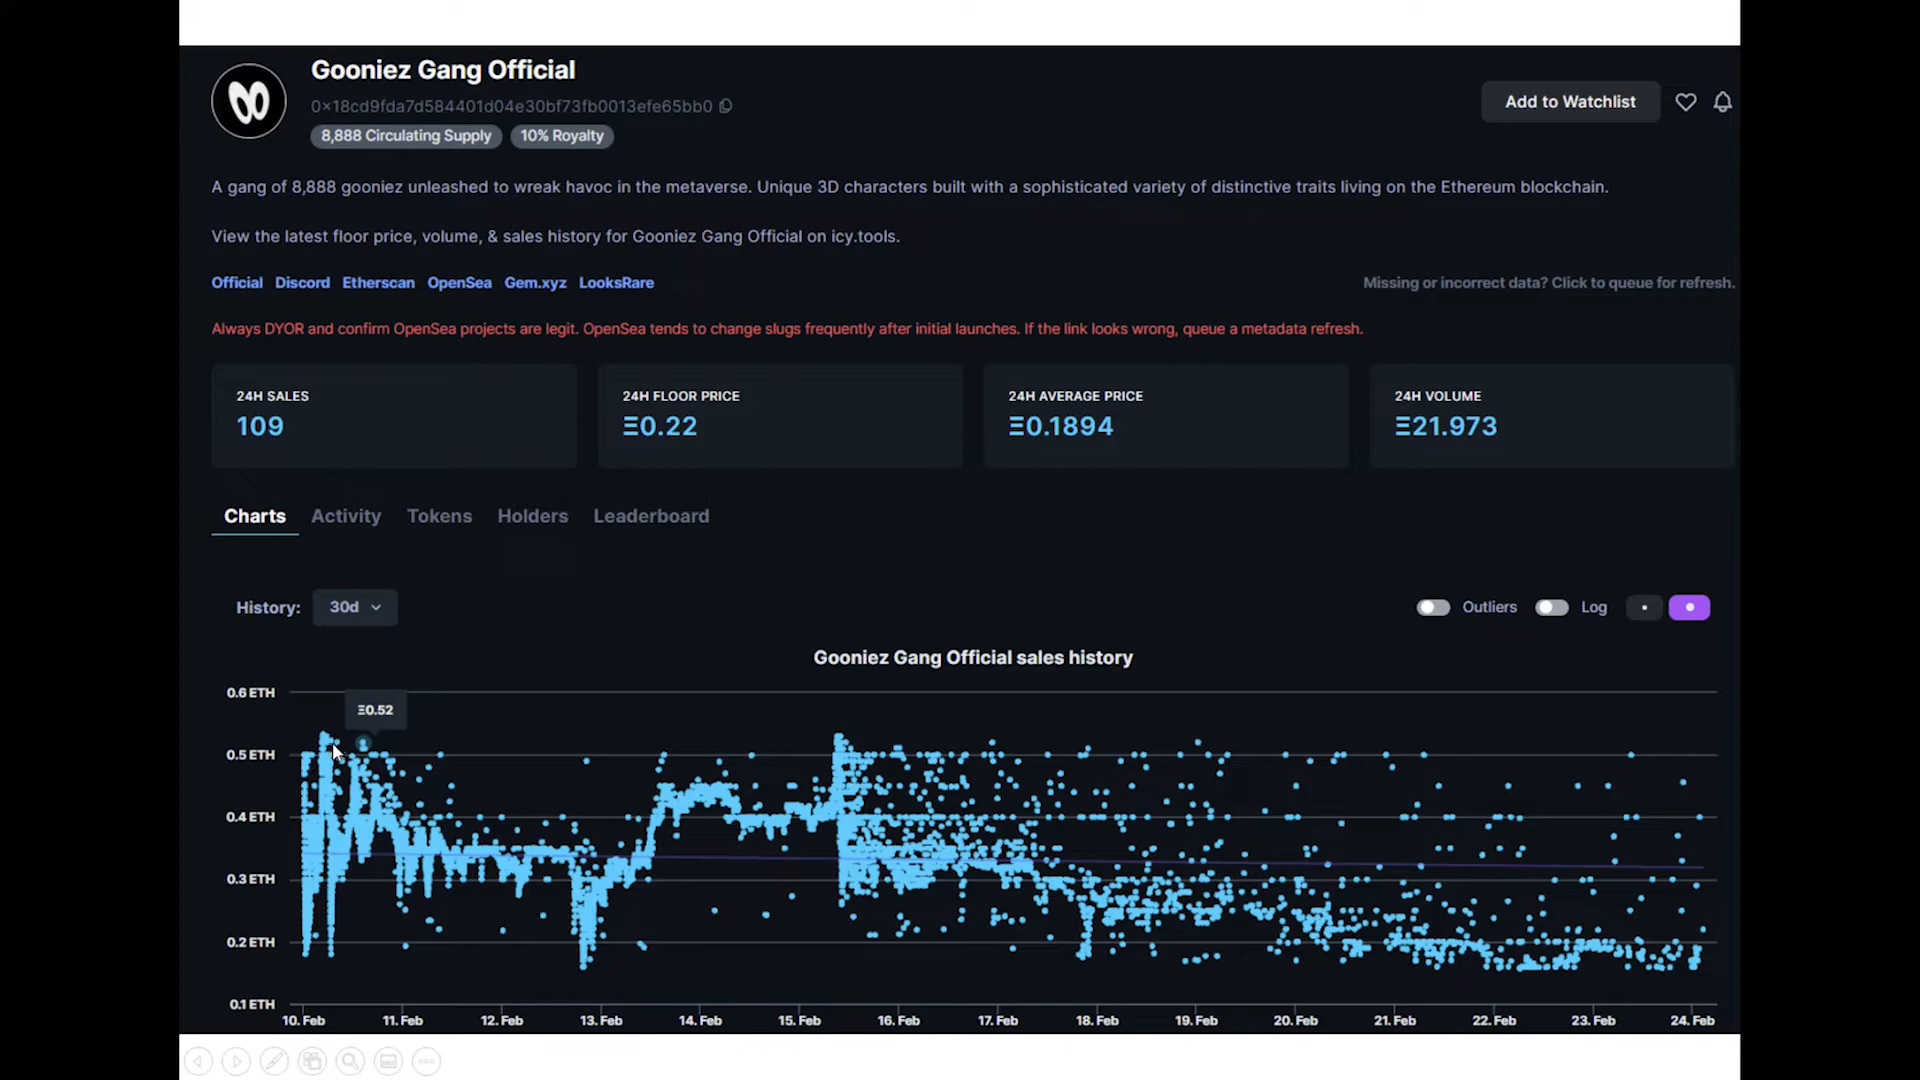 Gooniez Gang Official
0x18cd9fda7d584401d04e30bf73fb0013efe65bb0
8,888 Circulating Supply 10% Royalty
Add to Watchlist
A gang of 8,888 gooniez unleashed to wreak havoc in the metaverse. Unique 3D characters built with a sophisticated variety of distinctive traits living on the Ethereum blockchain.
View the latest floor price, volume, & sales history for Gooniez Gang Official on icy.tools.
Official Discord Etherscan OpenSea Gem.xyz LooksRare
Missing or incorrect data? Click to queue for refresh.
Always DYOR and confirm OpenSea projects are legit. OpenSea tends to change slugs frequently after initial launches. If the link looks wrong, queue a metadata refresh.
24H SALES
109
24H FLOOR PRICE
Ξ0.22
24H AVERAGE PRICE
Ξ0.1894
24H VOLUME
Ξ21.973
Charts Activity Tokens Holders Leaderboard
History: 30d
Outliers Log
Gooniez Gang Official sales history
0.6 ETH
Ξ0.52
0.5 ETH
0.4 ETH
0.3 ETH
0.2 ETH
0.1 ETH
10. Feb 11. Feb 12. Feb 13. Feb 14. Feb 15. Feb 16. Feb 17. Feb 18. Feb 19. Feb 20. Feb 21. Feb 22. Feb 23. Feb 24. Feb